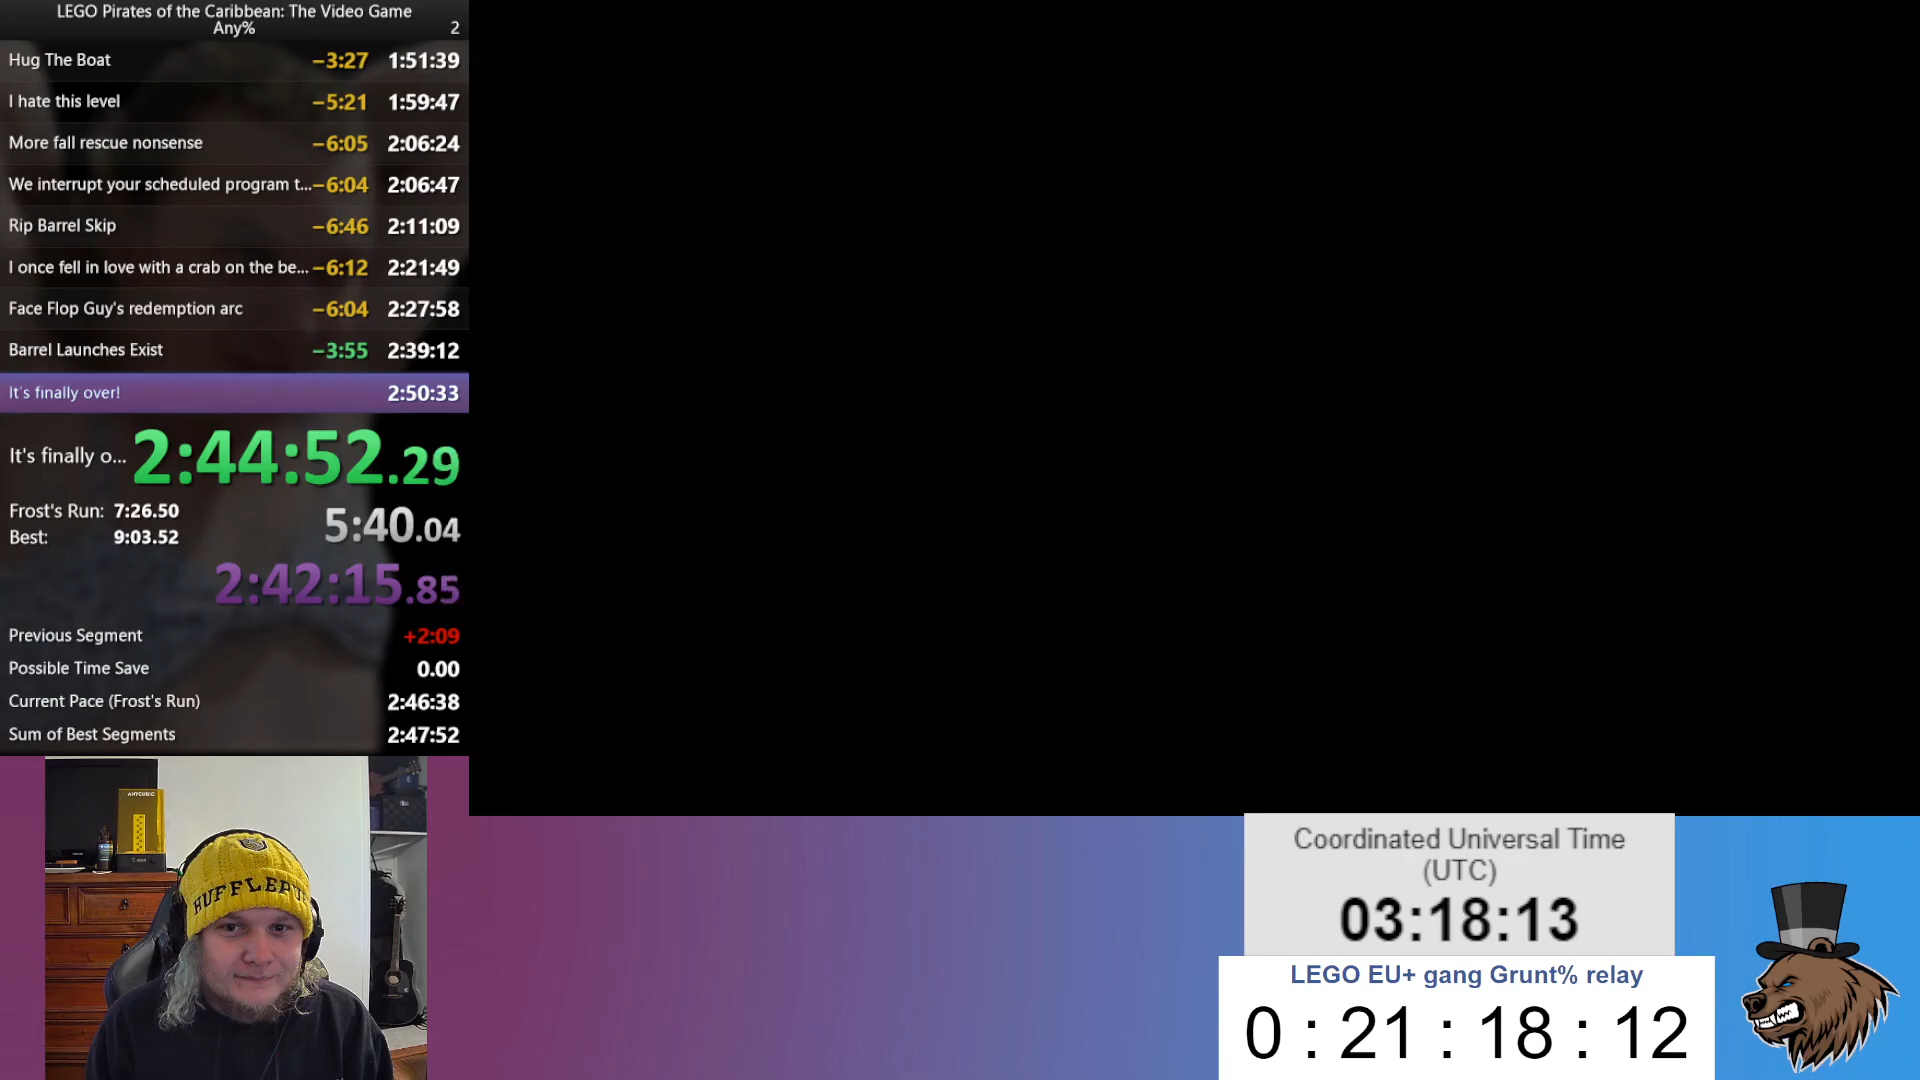 LEGO Pirates of the Caribbean: The Video Game
Any% 2
Hug The Boat −3:27 1:51:39
I hate this level −5:21 1:59:47
More fall rescue nonsense −6:05 2:06:24
We interrupt your scheduled program t... −6:04 2:06:47
Rip Barrel Skip −6:46 2:11:09
I once fell in love with a crab on the be... −6:12 2:21:49
Face Flop Guy's redemption arc −6:04 2:27:58
Barrel Launches Exist −3:55 2:39:12
It's finally over! 2:50:33
It's finally o... 2:44:52.29
Frost's Run: 7:26.50 5:40.04
Best: 9:03.52
2:42:15.85
Previous Segment +2:09
Possible Time Save 0.00
Current Pace (Frost's Run) 2:46:38
Sum of Best Segments 2:47:52
ANYCUBIC
Coordinated Universal Time
(UTC)
03:18:13
LEGO EU+ gang Grunt% relay
0 : 21 : 18 : 12